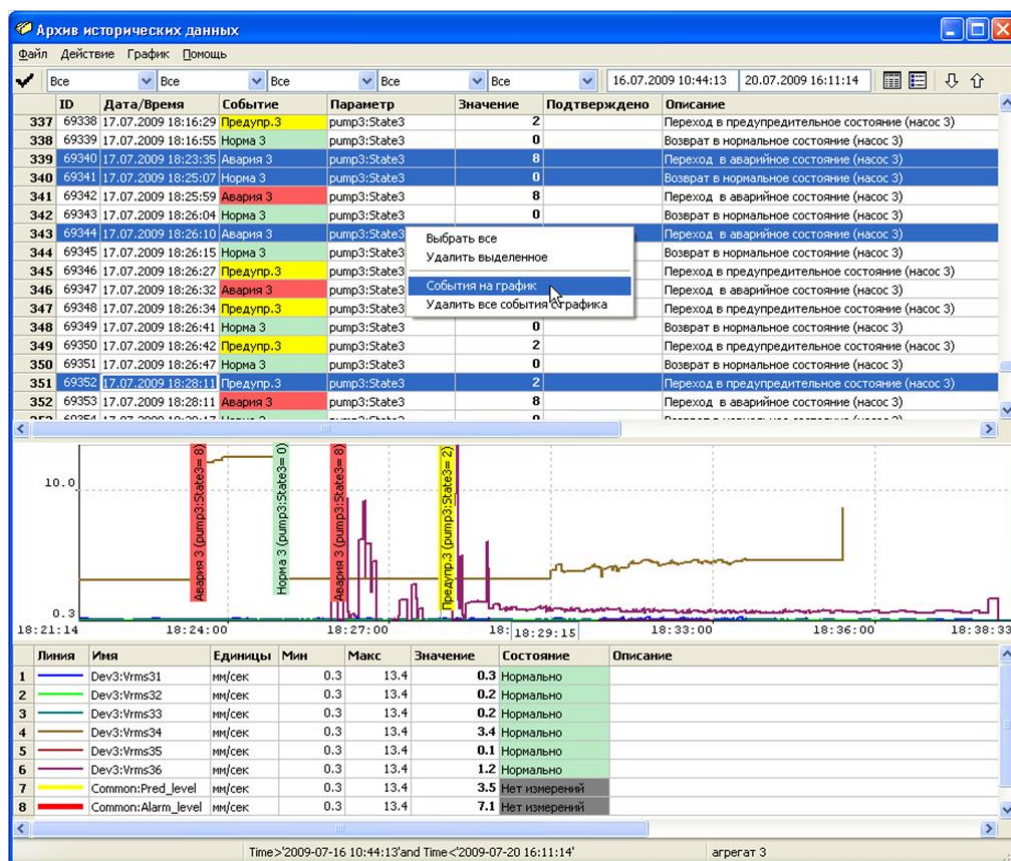 Архив исторических данных
Файл Действие График Помощь
Все Все Все Все Все 16.07.2009 10:44:13 20.07.2009 16:11:14
ID Дата/Время Событие Параметр Значение Подтверждено Описание
337 69338 17.07.2009 18:16:29 Предупр.3 pump3:State3 2 Переход в предупредительное состояние (насос 3)
338 69339 17.07.2009 18:16:55 Норма 3 pump3:State3 0 Возврат в нормальное состояние (насос 3)
339 69340 17.07.2009 18:23:35 Авария 3 pump3:State3 8 Переход в аварийное состояние (насос 3)
340 69341 17.07.2009 18:25:07 Норма 3 pump3:State3 0 Возврат в нормальное состояние (насос 3)
341 69342 17.07.2009 18:25:59 Авария 3 pump3:State3 8 Переход в аварийное состояние (насос 3)
342 69343 17.07.2009 18:26:04 Норма 3 pump3:State3 0 Возврат в нормальное состояние (насос 3)
343 69344 17.07.2009 18:26:10 Авария 3 pump3:State3 Переход в аварийное состояние (насос 3)
344 69345 17.07.2009 18:26:15 Норма 3 pump3:State3 Возврат в нормальное состояние (насос 3)
345 69346 17.07.2009 18:26:27 Предупр.3 pump3:State3 Переход в предупредительное состояние (насос 3)
346 69347 17.07.2009 18:26:32 Авария 3 pump3:State3 Переход в аварийное состояние (насос 3)
347 69348 17.07.2009 18:26:34 Предупр.3 pump3:State3 Переход в предупредительное состояние (насос 3)
348 69349 17.07.2009 18:26:41 Норма 3 pump3:State3 0 Возврат в нормальное состояние (насос 3)
349 69350 17.07.2009 18:26:42 Предупр.3 pump3:State3 2 Переход в предупредительное состояние (насос 3)
350 69351 17.07.2009 18:26:47 Норма 3 pump3:State3 0 Возврат в нормальное состояние (насос 3)
351 69352 17.07.2009 18:28:11 Предупр.3 pump3:State3 2 Переход в предупредительное состояние (насос 3)
352 69353 17.07.2009 18:28:11 Авария 3 pump3:State3 8 Переход в аварийное состояние (насос 3)
Выбрать все
Удалить выделенное
События на график
Удалить все события с графика
10.0
0.3
Авария 3 (pump3:State3= 8)
Норма 3 (pump3:State3= 0)
Авария 3 (pump3:State3= 8)
Предупр.3 (pump3:State3= 2)
18:21:14 18:24:00 18:27:00 18: 18:29:15 18:33:00 18:36:00 18:38:33
Линия Имя Единицы Мин Макс Значение Состояние Описание
1 Dev3:Vrms31 мм/сек 0.3 13.4 0.3 Нормально
2 Dev3:Vrms32 мм/сек 0.3 13.4 0.2 Нормально
3 Dev3:Vrms33 мм/сек 0.3 13.4 0.2 Нормально
4 Dev3:Vrms34 мм/сек 0.3 13.4 3.4 Нормально
5 Dev3:Vrms35 мм/сек 0.3 13.4 0.1 Нормально
6 Dev3:Vrms36 мм/сек 0.3 13.4 1.2 Нормально
7 Common:Pred_level мм/сек 0.3 13.4 3.5 Нет измерений
8 Common:Alarm_level мм/сек 0.3 13.4 7.1 Нет измерений
Time>'2009-07-16 10:44:13'and Time<'2009-07-20 16:11:14' агрегат 3